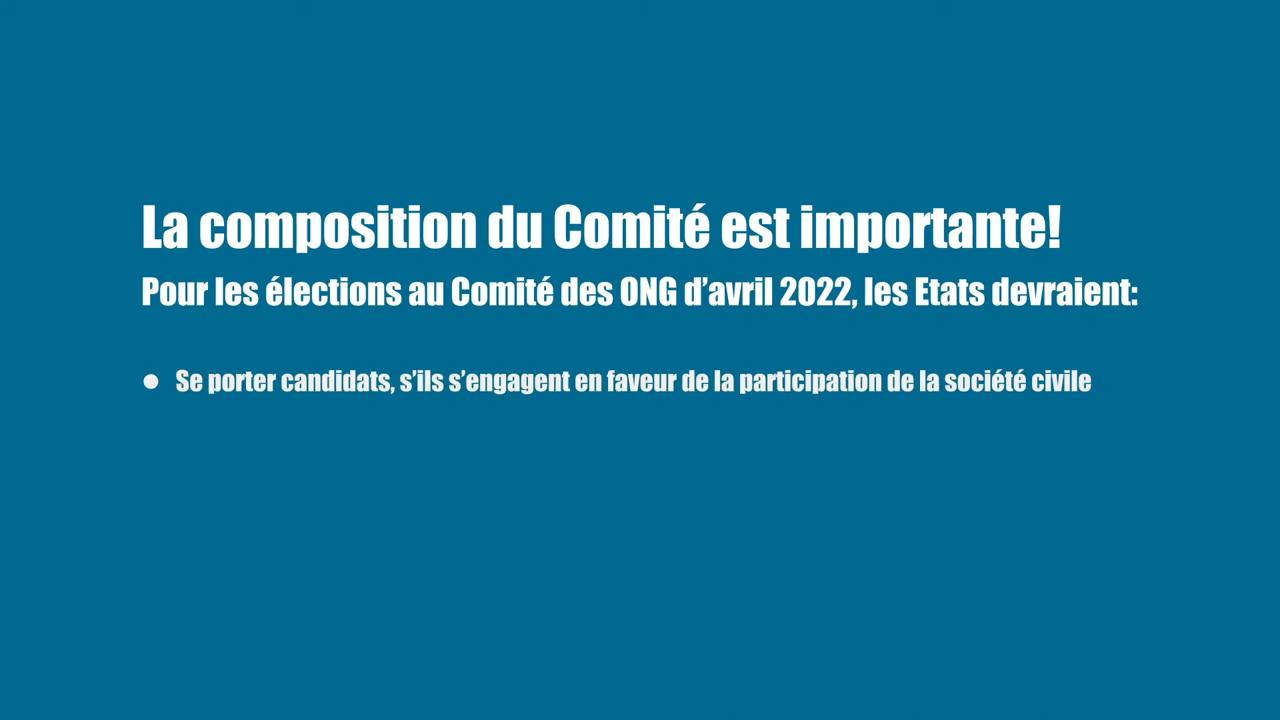 La composition du Comité est importante!
Pour les élections au Comité des ONG d’avril 2022, les Etats devraient:
● Se porter candidats, s’ils s’engagent en faveur de la participation de la société civile